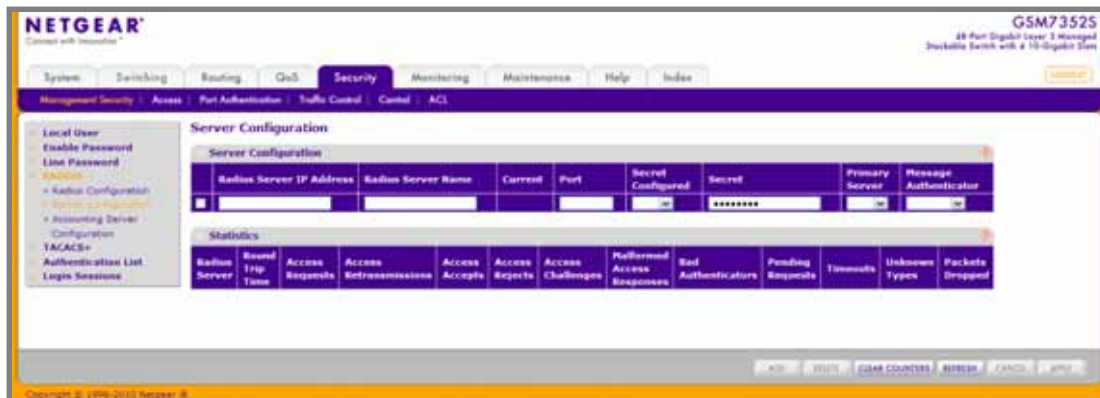 NETGEAR
Connect with Innovation
GSM7352S
48 Port Gigabit Layer 3 Managed
Stackable Switch with 4 10-Gigabit Slots
System Switching Routing QoS Security Monitoring Maintenance Help Index
LOGOUT
Management Security Access Port Authentication Traffic Control Control ACL
Local User
Enable Password
Line Password
RADIUS
Radius Configuration
Server Configuration
Accounting Server
Configuration
TACACS+
Authentication List
Login Sessions
Server Configuration
Server Configuration
Radius Server IP Address Radius Server Name Current Port Secret Configured Secret Primary Server Message Authenticator
••••••••
Statistics
Radius Server Round Trip Time Access Requests Access Retransmissions Access Accepts Access Rejects Access Challenges Malformed Access Responses Bad Authenticators Pending Requests Timeouts Unknown Types Packets Dropped
ADD DELETE CLEAR COUNTERS REFRESH CANCEL APPLY
Copyright © 1996-2010 Netgear ®